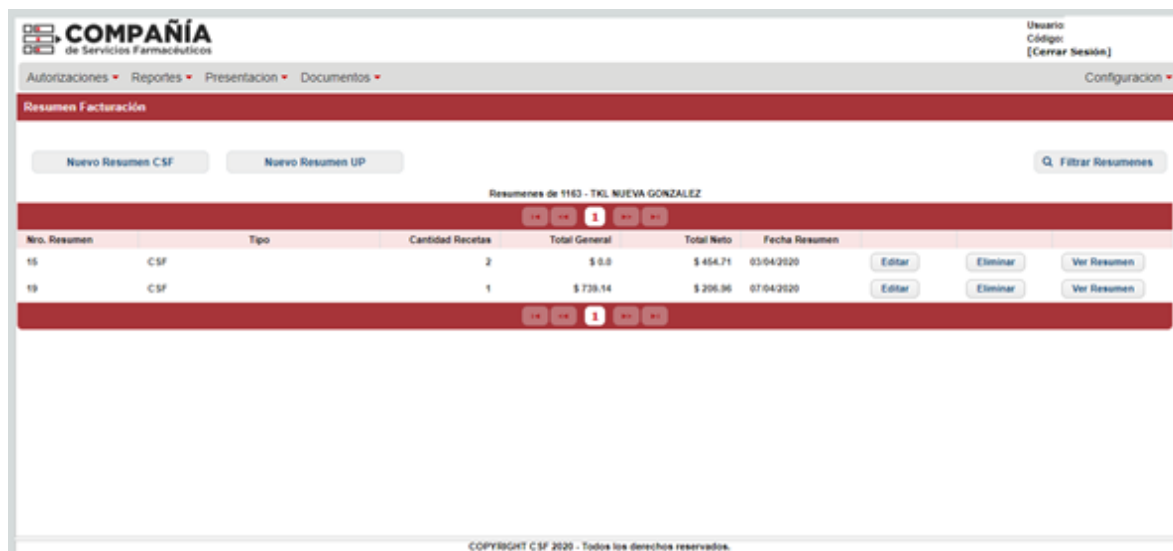 COMPAÑÍA
de Servicios Farmacéuticos
Usuario:
Código:
[Cerrar Sesión]
Autorizaciones Reportes Presentacion Documentos Configuracion
Resumen Facturación
Nuevo Resumen CSF Nuevo Resumen UP Filtrar Resumenes
Resumenes de 1163 - TKL NUEVA GONZALEZ
1
Nro. Resumen Tipo Cantidad Recetas Total General Total Neto Fecha Resumen
15 CSF 2 $ 0.0 $ 454.71 03/04/2020 Editar Eliminar Ver Resumen
19 CSF 1 $ 739.14 $ 206.96 07/04/2020 Editar Eliminar Ver Resumen
1
COPYRIGHT CSF 2020 - Todos los derechos reservados.